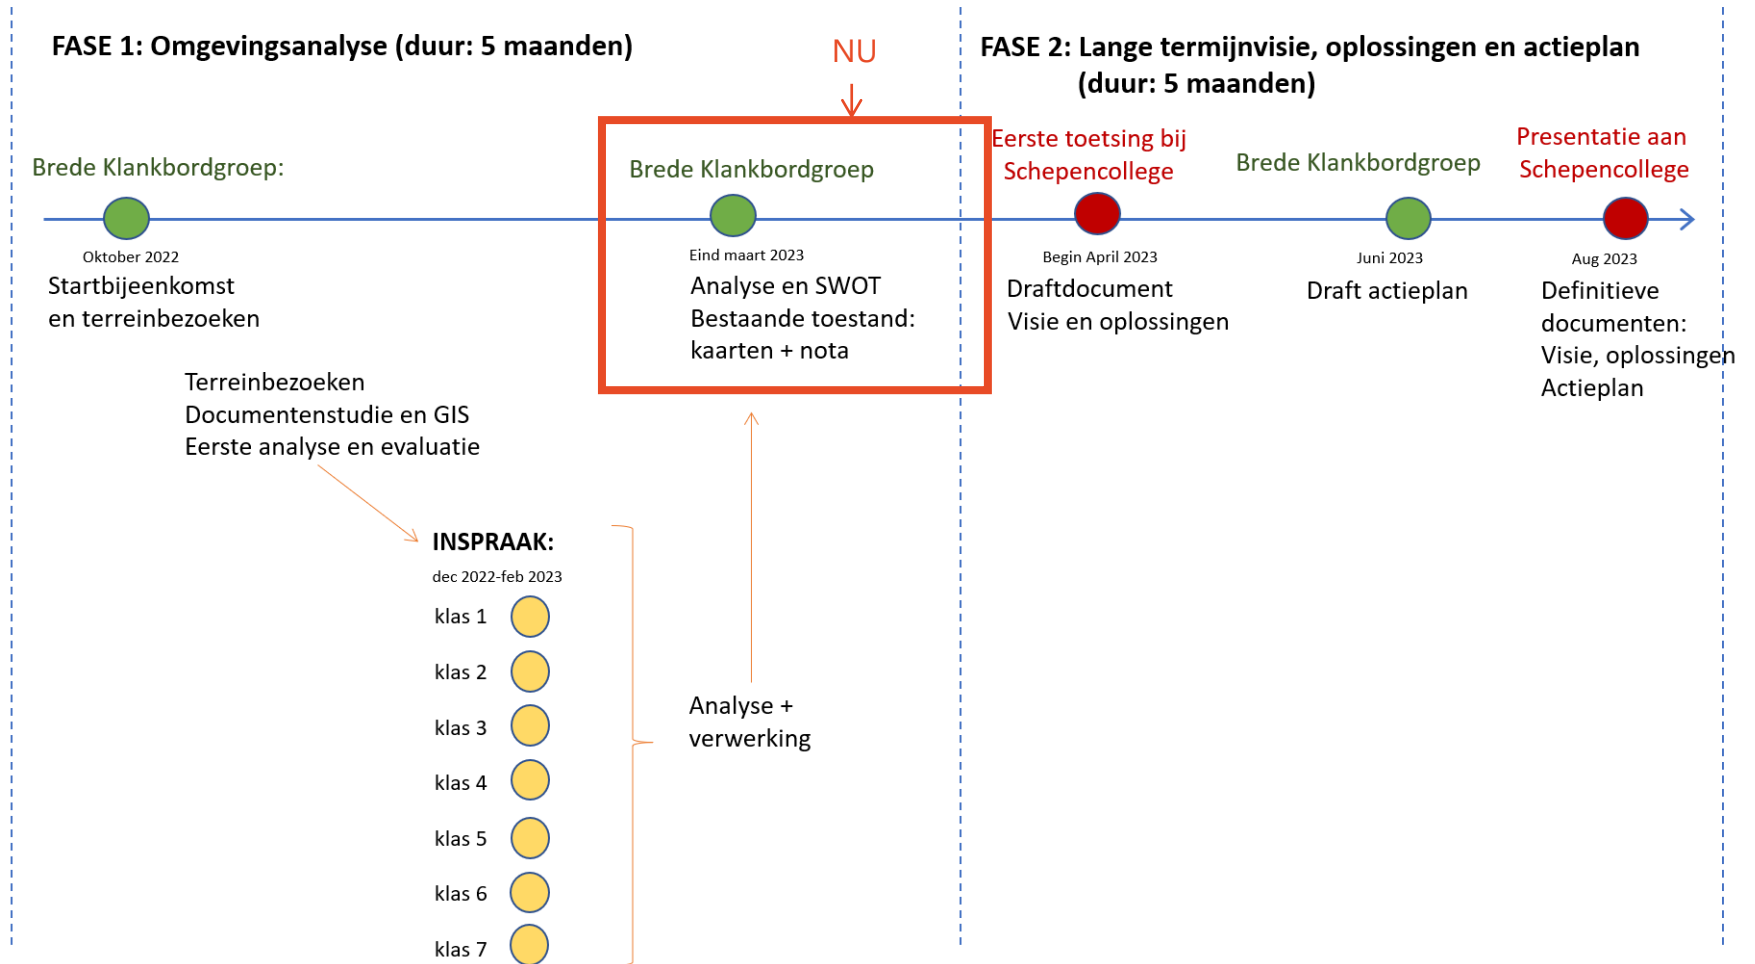 FASE 1: Omgevingsanalyse (duur: 5 maanden)
NU
FASE 2: Lange termijnvisie, oplossingen en actieplan
(duur: 5 maanden)
Brede Klankbordgroep:
Oktober 2022
Startbijeenkomst
en terreinbezoeken
Brede Klankbordgroep
Eind maart 2023
Analyse en SWOT
Bestaande toestand:
kaarten + nota
Eerste toetsing bij
Schepencollege
Begin April 2023
Draftdocument
Visie en oplossingen
Brede Klankbordgroep
Juni 2023
Draft actieplan
Presentatie aan
Schepencollege
Aug 2023
Definitieve
documenten:
Visie, oplossingen
Actieplan
Terreinbezoeken
Documentenstudie en GIS
Eerste analyse en evaluatie
INSPRAAK:
dec 2022-feb 2023
klas 1
klas 2
klas 3
klas 4
klas 5
klas 6
klas 7
Analyse +
verwerking